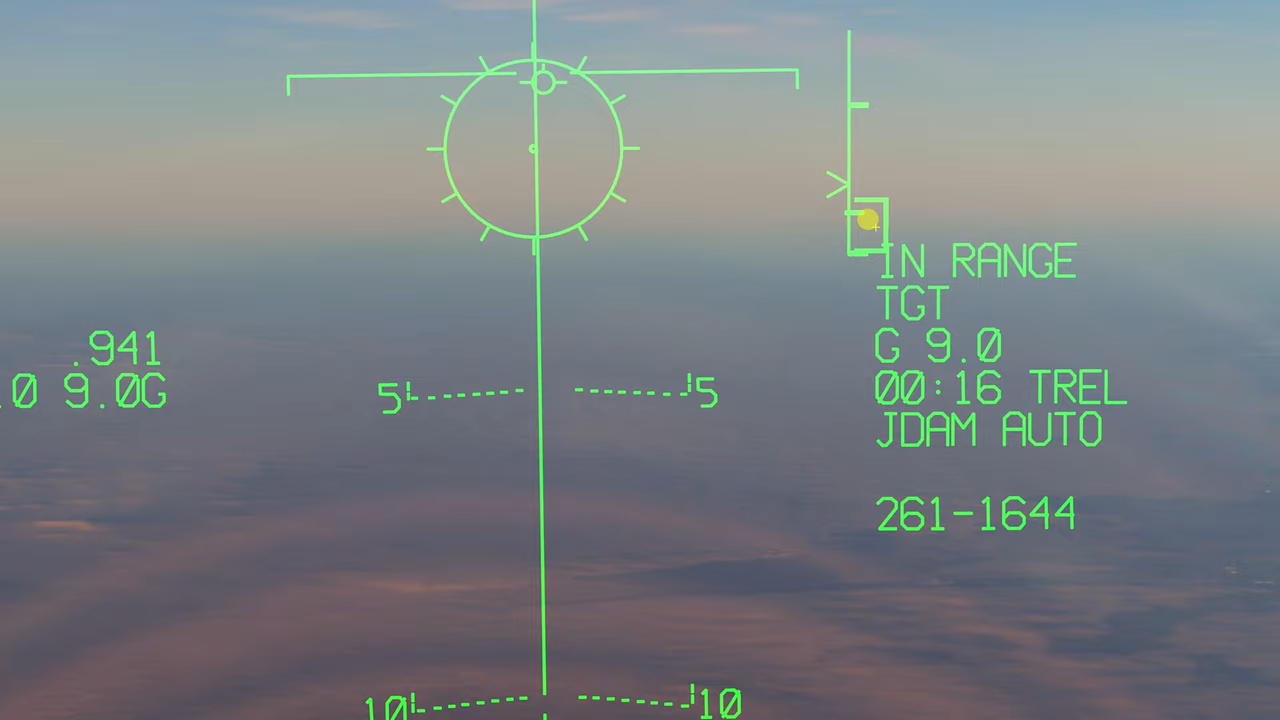 IN RANGE
TGT
.941
G 9.0
.0 9.0G
00:16 TREL
5 5
JDAM AUTO
261-1644
10 10